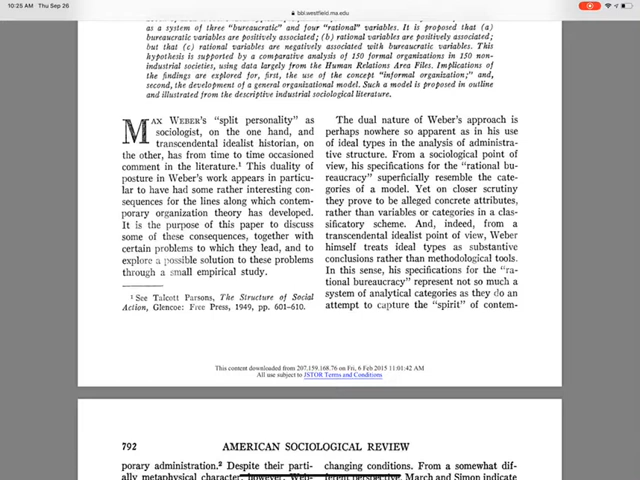 10:25 AM Thu Sep 26
bbl.westfield.ma.edu
as a system of three "bureaucratic" and four "rational" variables. It is proposed that (a)
bureaucratic variables are positively associated; (b) rational variables are positively associated;
but that (c) rational variables are negatively associated with bureaucratic variables. This
hypothesis is supported by a comparative analysis of 150 formal organizations in 150 non-
industrial societies, using data largely from the Human Relations Area Files. Implications of
the findings are explored for, first, the use of the concept "informal organization;" and,
second, the development of a general organizational model. Such a model is proposed in outline
and illustrated from the descriptive industrial sociological literature.
MAX WEBER'S "split personality" as
sociologist, on the one hand, and
transcendental idealist historian, on
the other, has from time to time occasioned
comment in the literature.1 This duality of
posture in Weber's work appears in particu-
lar to have had some rather interesting con-
sequences for the lines along which contem-
porary organization theory has developed.
It is the purpose of this paper to discuss
some of these consequences, together with
certain problems to which they lead, and to
explore a possible solution to these problems
through a small empirical study.
1 See Talcott Parsons, The Structure of Social
Action, Glencoe: Free Press, 1949, pp. 601-610.
The dual nature of Weber's approach is
perhaps nowhere so apparent as in his use
of ideal types in the analysis of administra-
tive structure. From a sociological point of
view, his specifications for the "rational bu-
reaucracy" superficially resemble the cate-
gories of a model. Yet on closer scrutiny
they prove to be alleged concrete attributes,
rather than variables or categories in a clas-
sificatory scheme. And, indeed, from a
transcendental idealist point of view, Weber
himself treats ideal types as substantive
conclusions rather than methodological tools.
In this sense, his specifications for the "ra-
tional bureaucracy" represent not so much a
system of analytical categories as they do an
attempt to capture the "spirit" of contem-
This content downloaded from 207.159.168.76 on Fri, 6 Feb 2015 11:01:42 AM
All use subject to JSTOR Terms and Conditions
792 AMERICAN SOCIOLOGICAL REVIEW
porary administration.2 Despite their parti-
ally metaphysical character, however, Web-
changing conditions. From a somewhat dif-
ferent perspective, March and Simon indicate